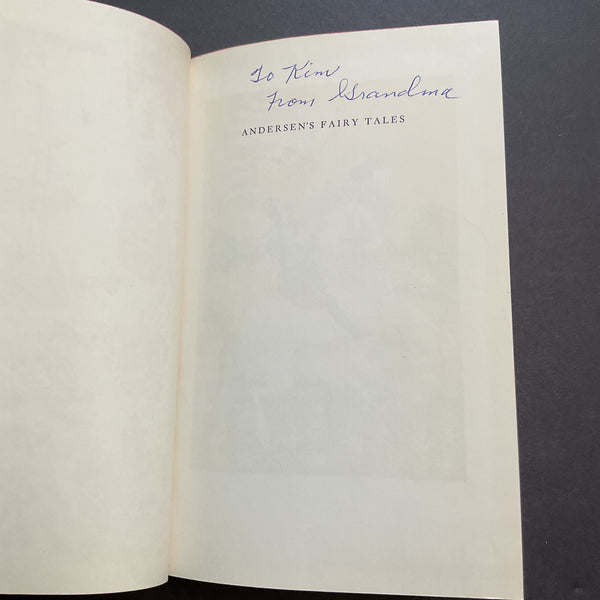 To Kim
From Grandma
ANDERSEN'S FAIRY TALES